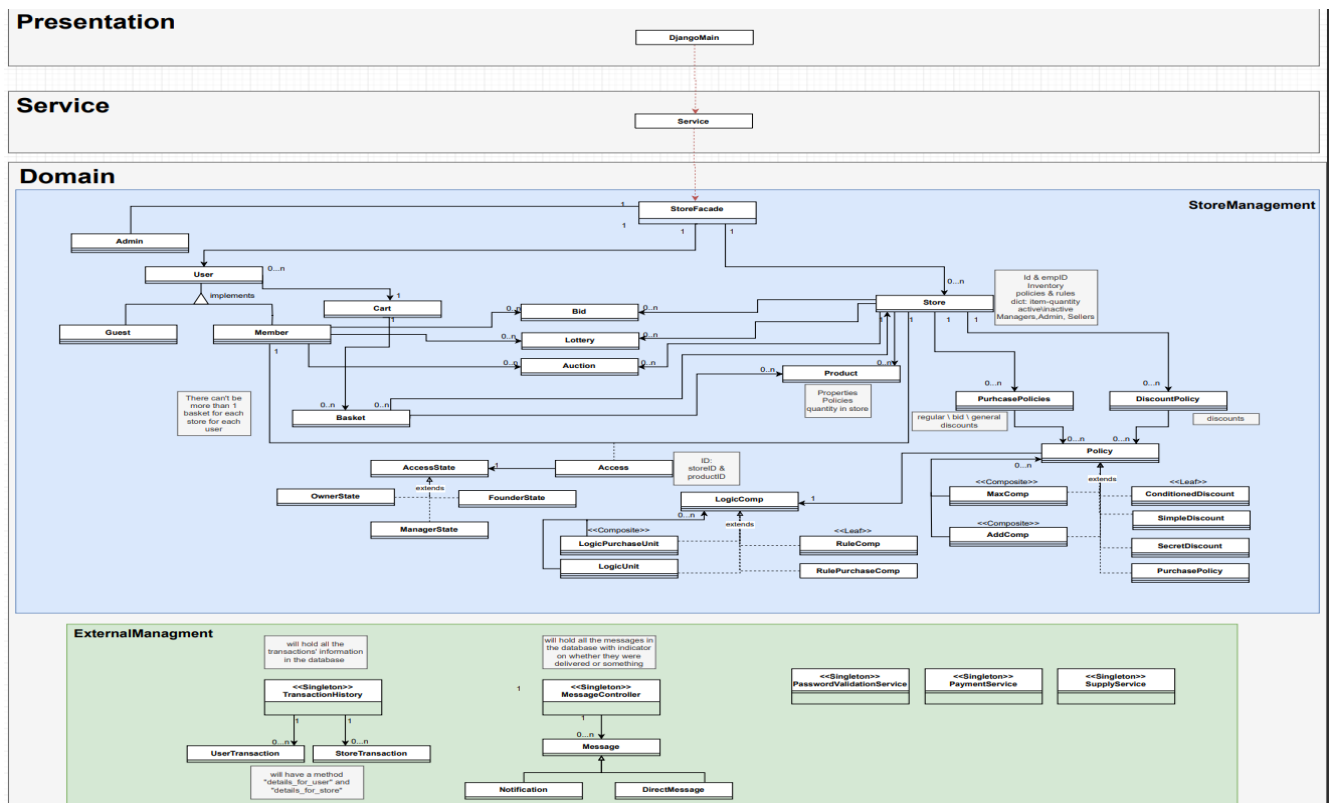 Presentation
DjangoMain
Service
Service
Domain
StoreManagement
StoreFacade
1
1
1
1
Admin
User
0...n
implements
Guest
Member
1
Cart
1
1
Bid
0..n
0..n
Lottery
0..n
0..n
Auction
0..n
0..n
Store
0...n
1
1
1
1
1
1
Id & empID
Inventory
policies & rules
dict: item-quantity
active\inactive
Managers,Admin, Sellers
Product
0..n
0..n
Properties
Policies
quantity in store
There can't be
more than 1
basket for each
store for each
user
Basket
0..n
0..n
0..n
PurhcasePolicies
0...n
regular \ bid \ general
discounts
DiscountPolicy
0...n
discounts
Policy
0...n
0...n
0...n
AccessState
1
Access
ID:
storeID &
productID
extends
OwnerState
FounderState
ManagerState
LogicComp
1
0...n
extends
<<Composite>>
LogicPurchaseUnit
LogicUnit
<<Leaf>>
RuleComp
RulePurchaseComp
<<Composite>>
MaxComp
<<Composite>>
AddComp
extends
<<Leaf>>
ConditionedDiscount
SimpleDiscount
SecretDiscount
PurchasePolicy
ExternalManagment
will hold all the
transactions' information
in the database
<<Singleton>>
TransactionHistory
1
1
0...n
0...n
UserTransaction
StoreTransaction
will have a method
"details_for_user" and
"details_for_store"
will hold all the messages in
the database with indicator
on whether they were
delivered or something
1
<<Singleton>>
MessageController
1
0...n
Message
Notification
DirectMessage
<<Singleton>>
PasswordValidationService
<<Singleton>>
PaymentService
<<Singleton>>
SupplyService